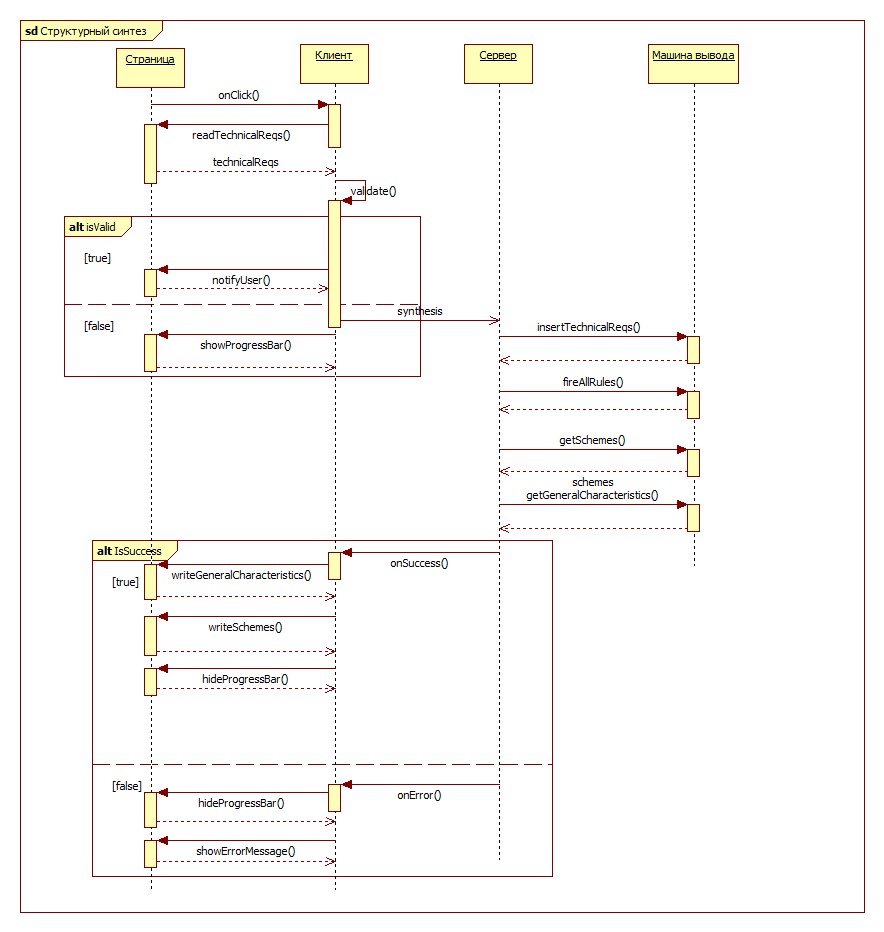 sd Структурный синтез
Страница
Клиент
Сервер
Машина вывода
onClick()
readTechnicalReqs()
technicalReqs
validate()
alt isValid
[true]
notifyUser()
synthesis
[false]
insertTechnicalReqs()
showProgressBar()
fireAllRules()
getSchemes()
schemes
getGeneralCharacteristics()
alt IsSuccess
onSuccess()
writeGeneralCharacteristics()
[true]
writeSchemes()
hideProgressBar()
[false]
onError()
hideProgressBar()
showErrorMessage()